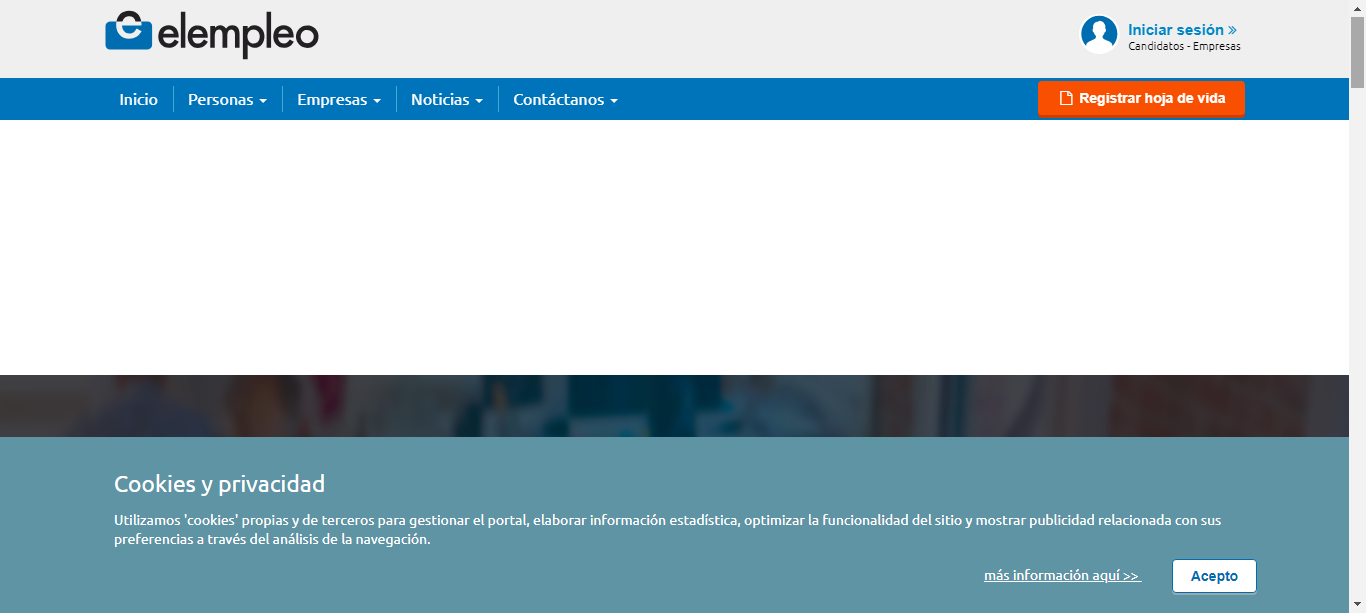 elempleo
Iniciar sesión »
Candidatos - Empresas
Inicio
Personas
Empresas
Noticias
Contáctanos
Registrar hoja de vida
Cookies y privacidad
Utilizamos 'cookies' propias y de terceros para gestionar el portal, elaborar información estadística, optimizar la funcionalidad del sitio y mostrar publicidad relacionada con sus
preferencias a través del análisis de la navegación.
más información aquí >>
Acepto